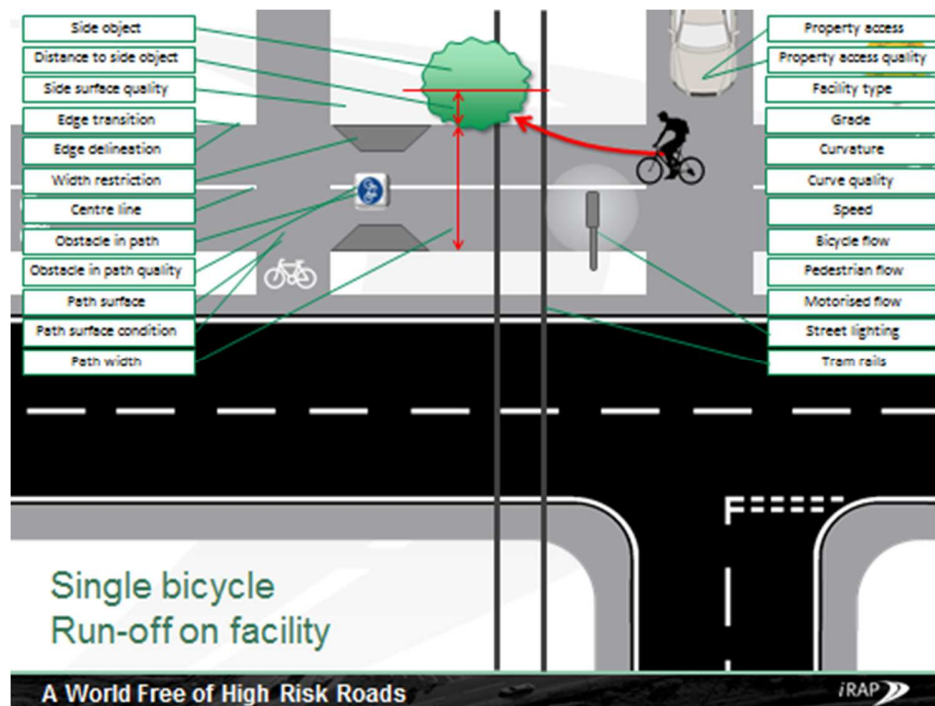 Side object
Distance to side object
Side surface quality
Edge transition
Edge delineation
Width restriction
Centre line
Obstacle in path
Obstacle in path quality
Path surface
Path surface condition
Path width
Property access
Property access quality
Facility type
Grade
Curvature
Curve quality
Speed
Bicycle flow
Pedestrian flow
Motorised flow
Street lighting
Tram rails
Single bicycle
Run-off on facility
A World Free of High Risk Roads
iRAP